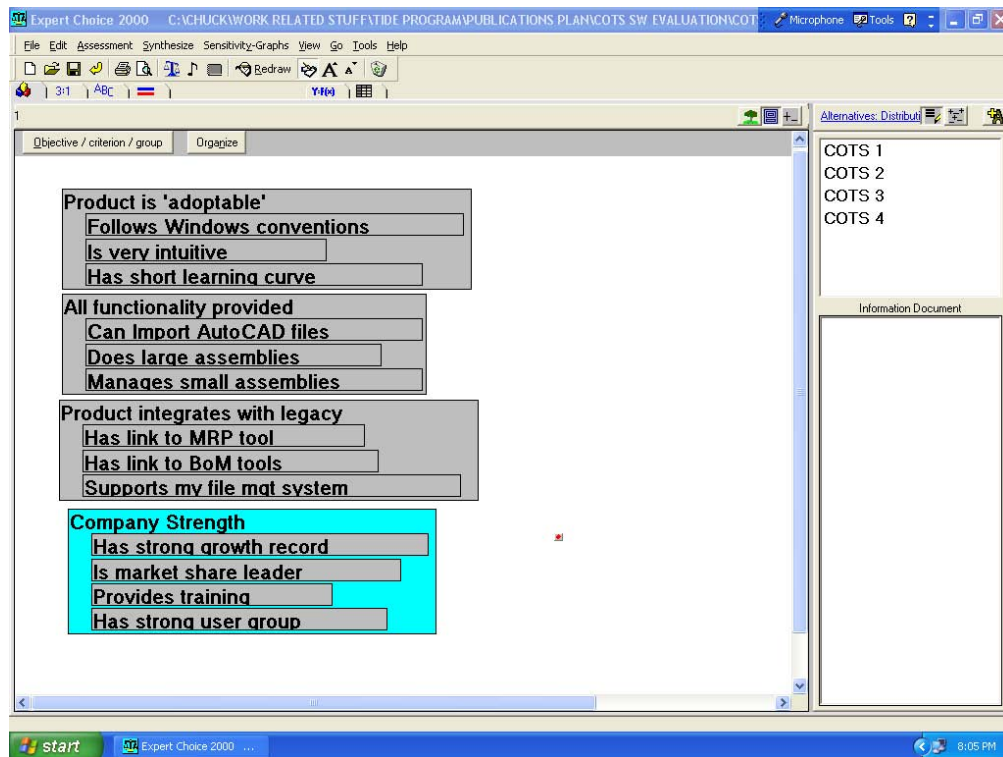 Expert Choice 2000 C:\CHUCK\WORK RELATED STUFF\TIDE PROGRAM\PUBLICATIONS PLAN\COTS SW EVALUATION\COT
Microphone Tools
File Edit Assessment Synthesize Sensitivity-Graphs View Go Tools Help
Redraw A A
3:1 ABC Y-F(x)
1
Alternatives: Distributi
Objective / criterion / group Organize
Product is 'adoptable'
Follows Windows conventions
Is very intuitive
Has short learning curve
All functionality provided
Can Import AutoCAD files
Does large assemblies
Manages small assemblies
Product integrates with legacy
Has link to MRP tool
Has link to BoM tools
Supports my file mgt system
Company Strength
Has strong growth record
Is market share leader
Provides training
Has strong user group
COTS 1
COTS 2
COTS 3
COTS 4
Information Document
start Expert Choice 2000 ... 8:05 PM